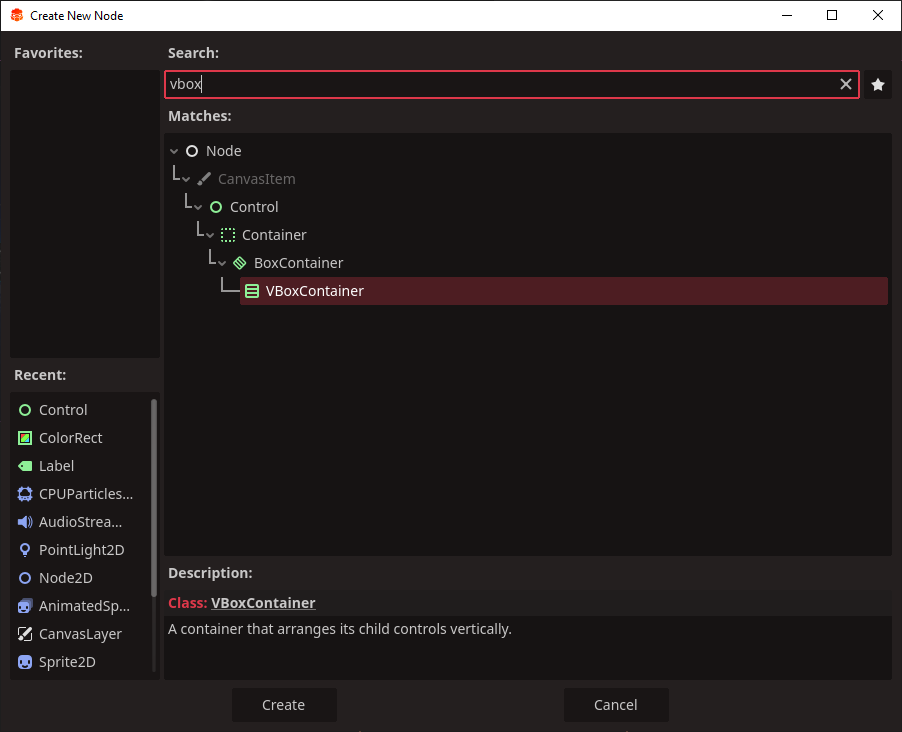 Create New Node
Favorites:
Search:
vbox
Matches:
Node
CanvasItem
Control
Container
BoxContainer
VBoxContainer
Recent:
Control
ColorRect
Label
CPUParticles...
AudioStrea...
PointLight2D
Node2D
AnimatedSp...
CanvasLayer
Sprite2D
Description:
Class: VBoxContainer
A container that arranges its child controls vertically.
Create
Cancel